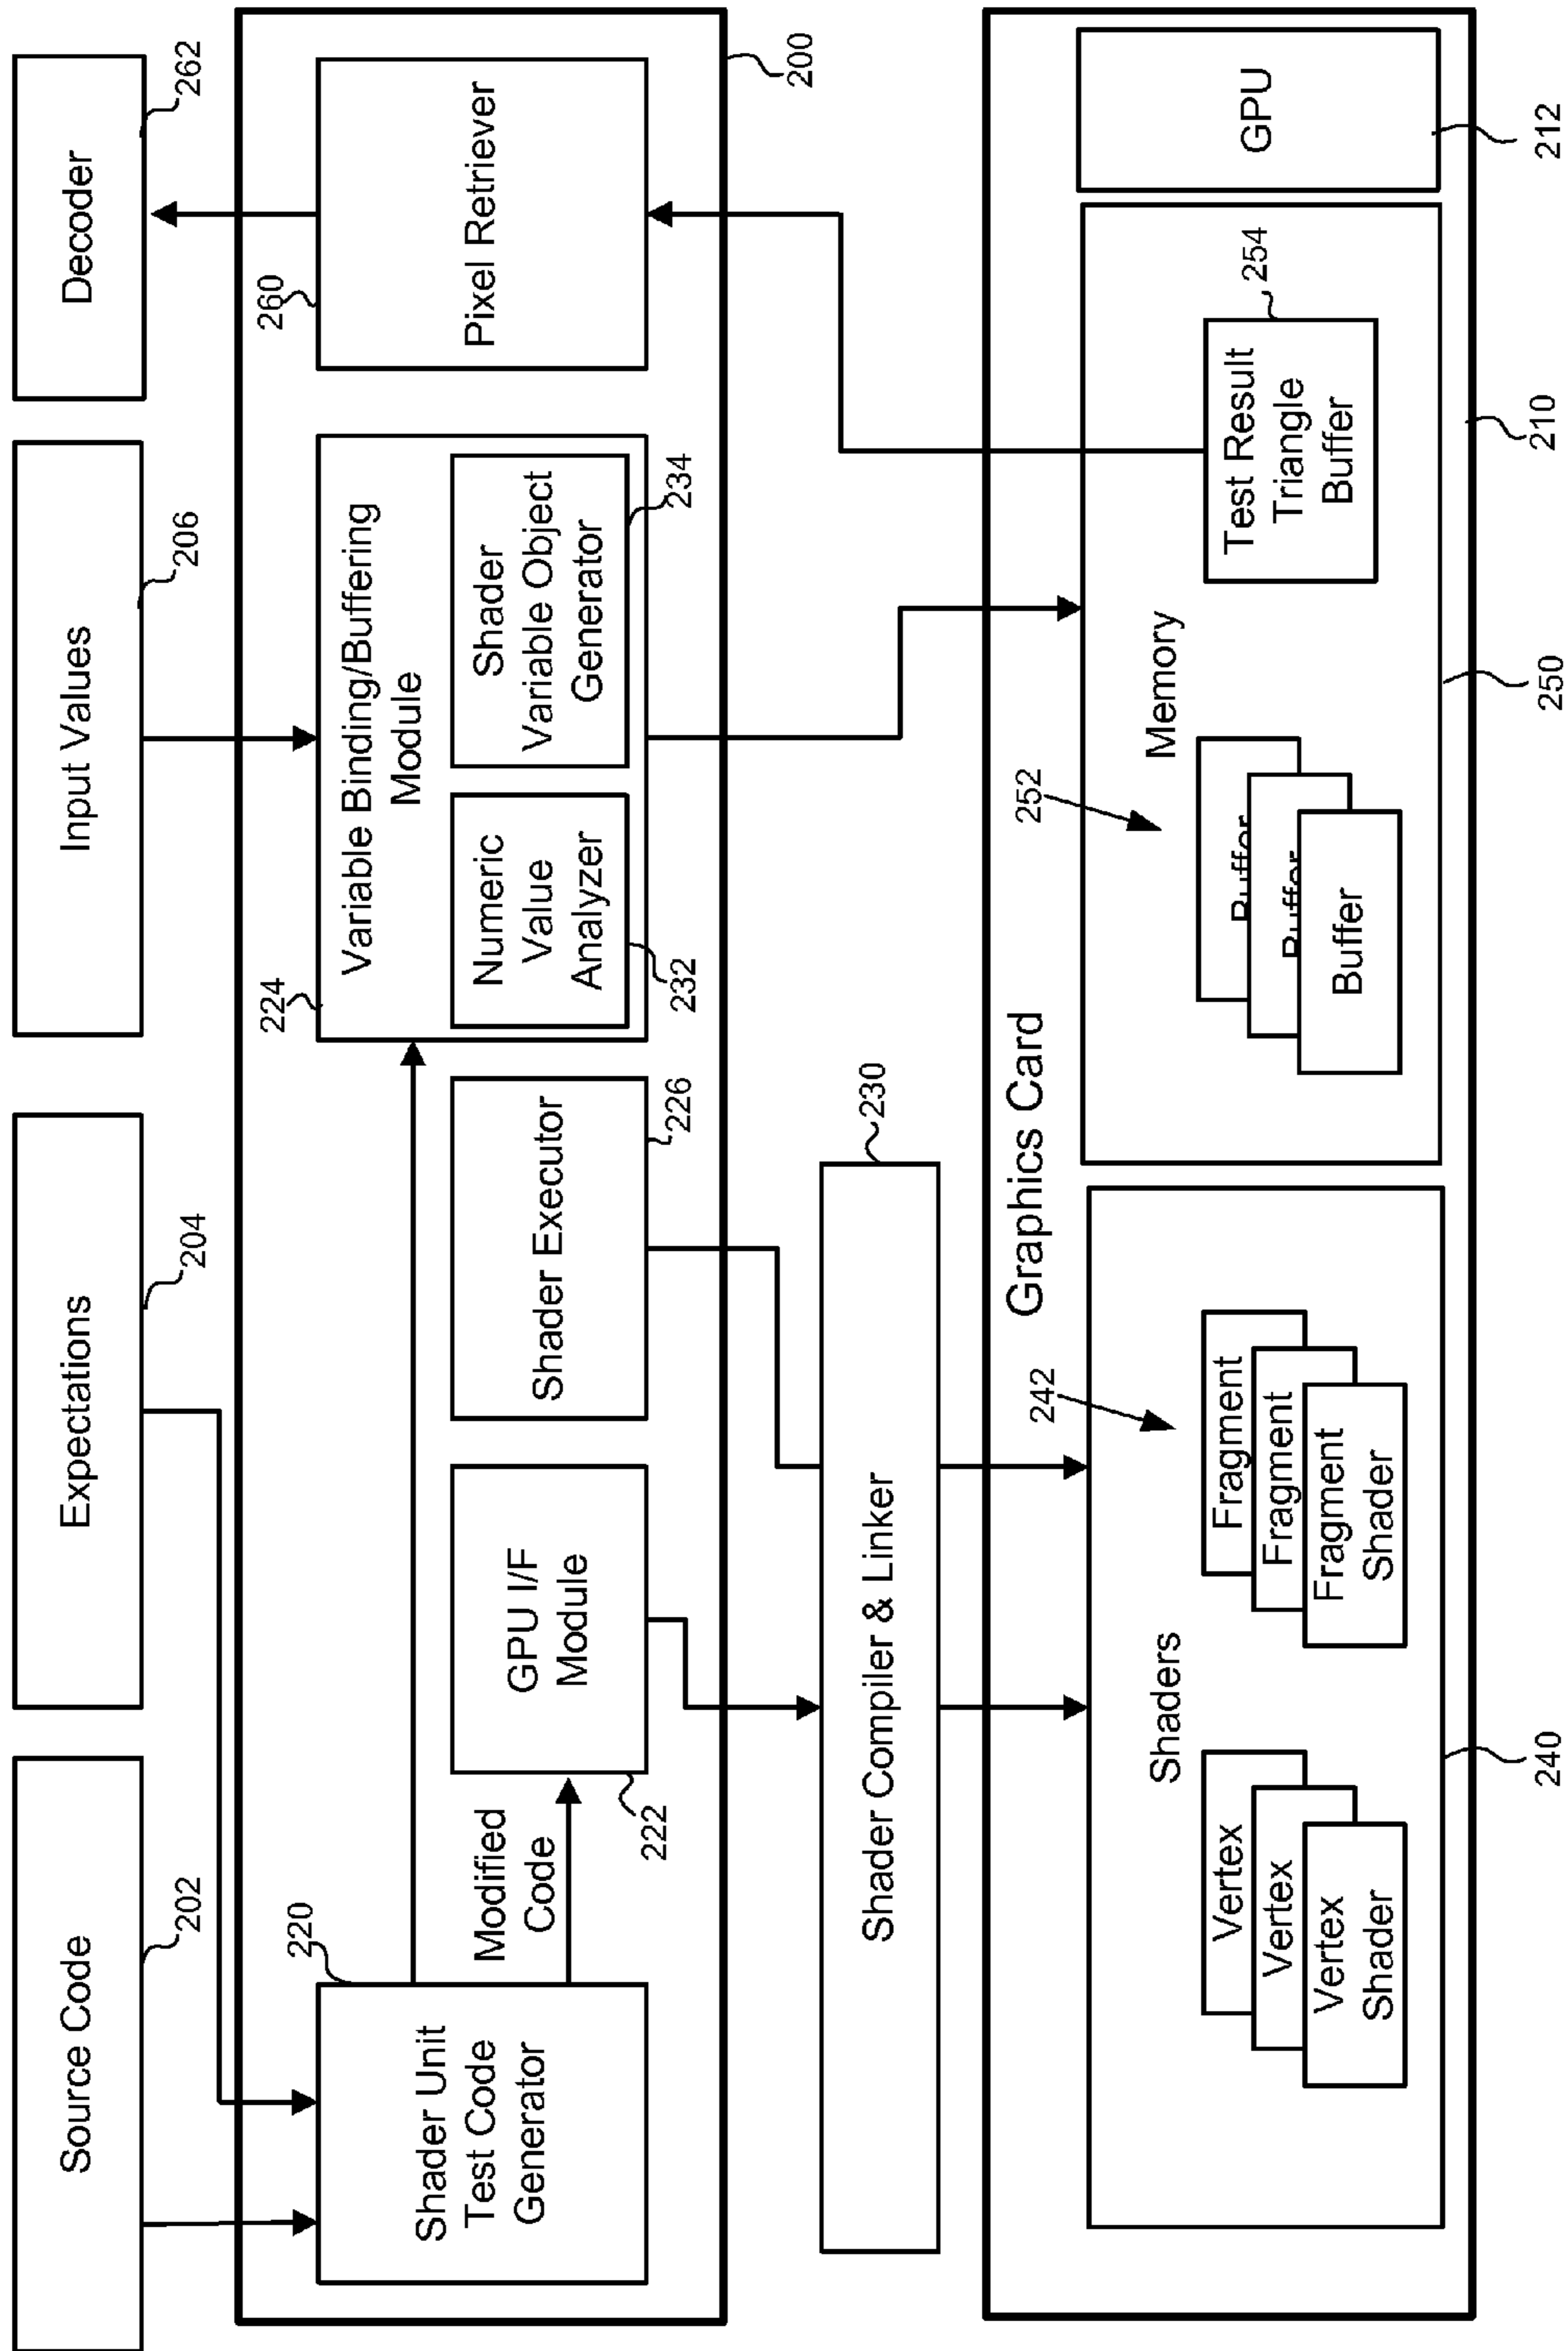 Source Code
202
Expectations
204
Input Values
206
Decoder
262
220
Shader Unit
Test Code
Generator
Modified
Code
GPU I/F
Module
222
Shader Executor
226
224
Variable Binding/Buffering
Module
Numeric
Value
Analyzer
232
Shader
Variable Object
Generator
234
260
Pixel Retriever
200
Shader Compiler & Linker
230
Graphics Card
Shaders
Vertex
Vertex
Vertex
Shader
242
Fragment
Fragment
Fragment
Shader
240
252
Memory
Buffer
Buffer
Buffer
254
Test Result
Triangle
Buffer
250
210
GPU
212